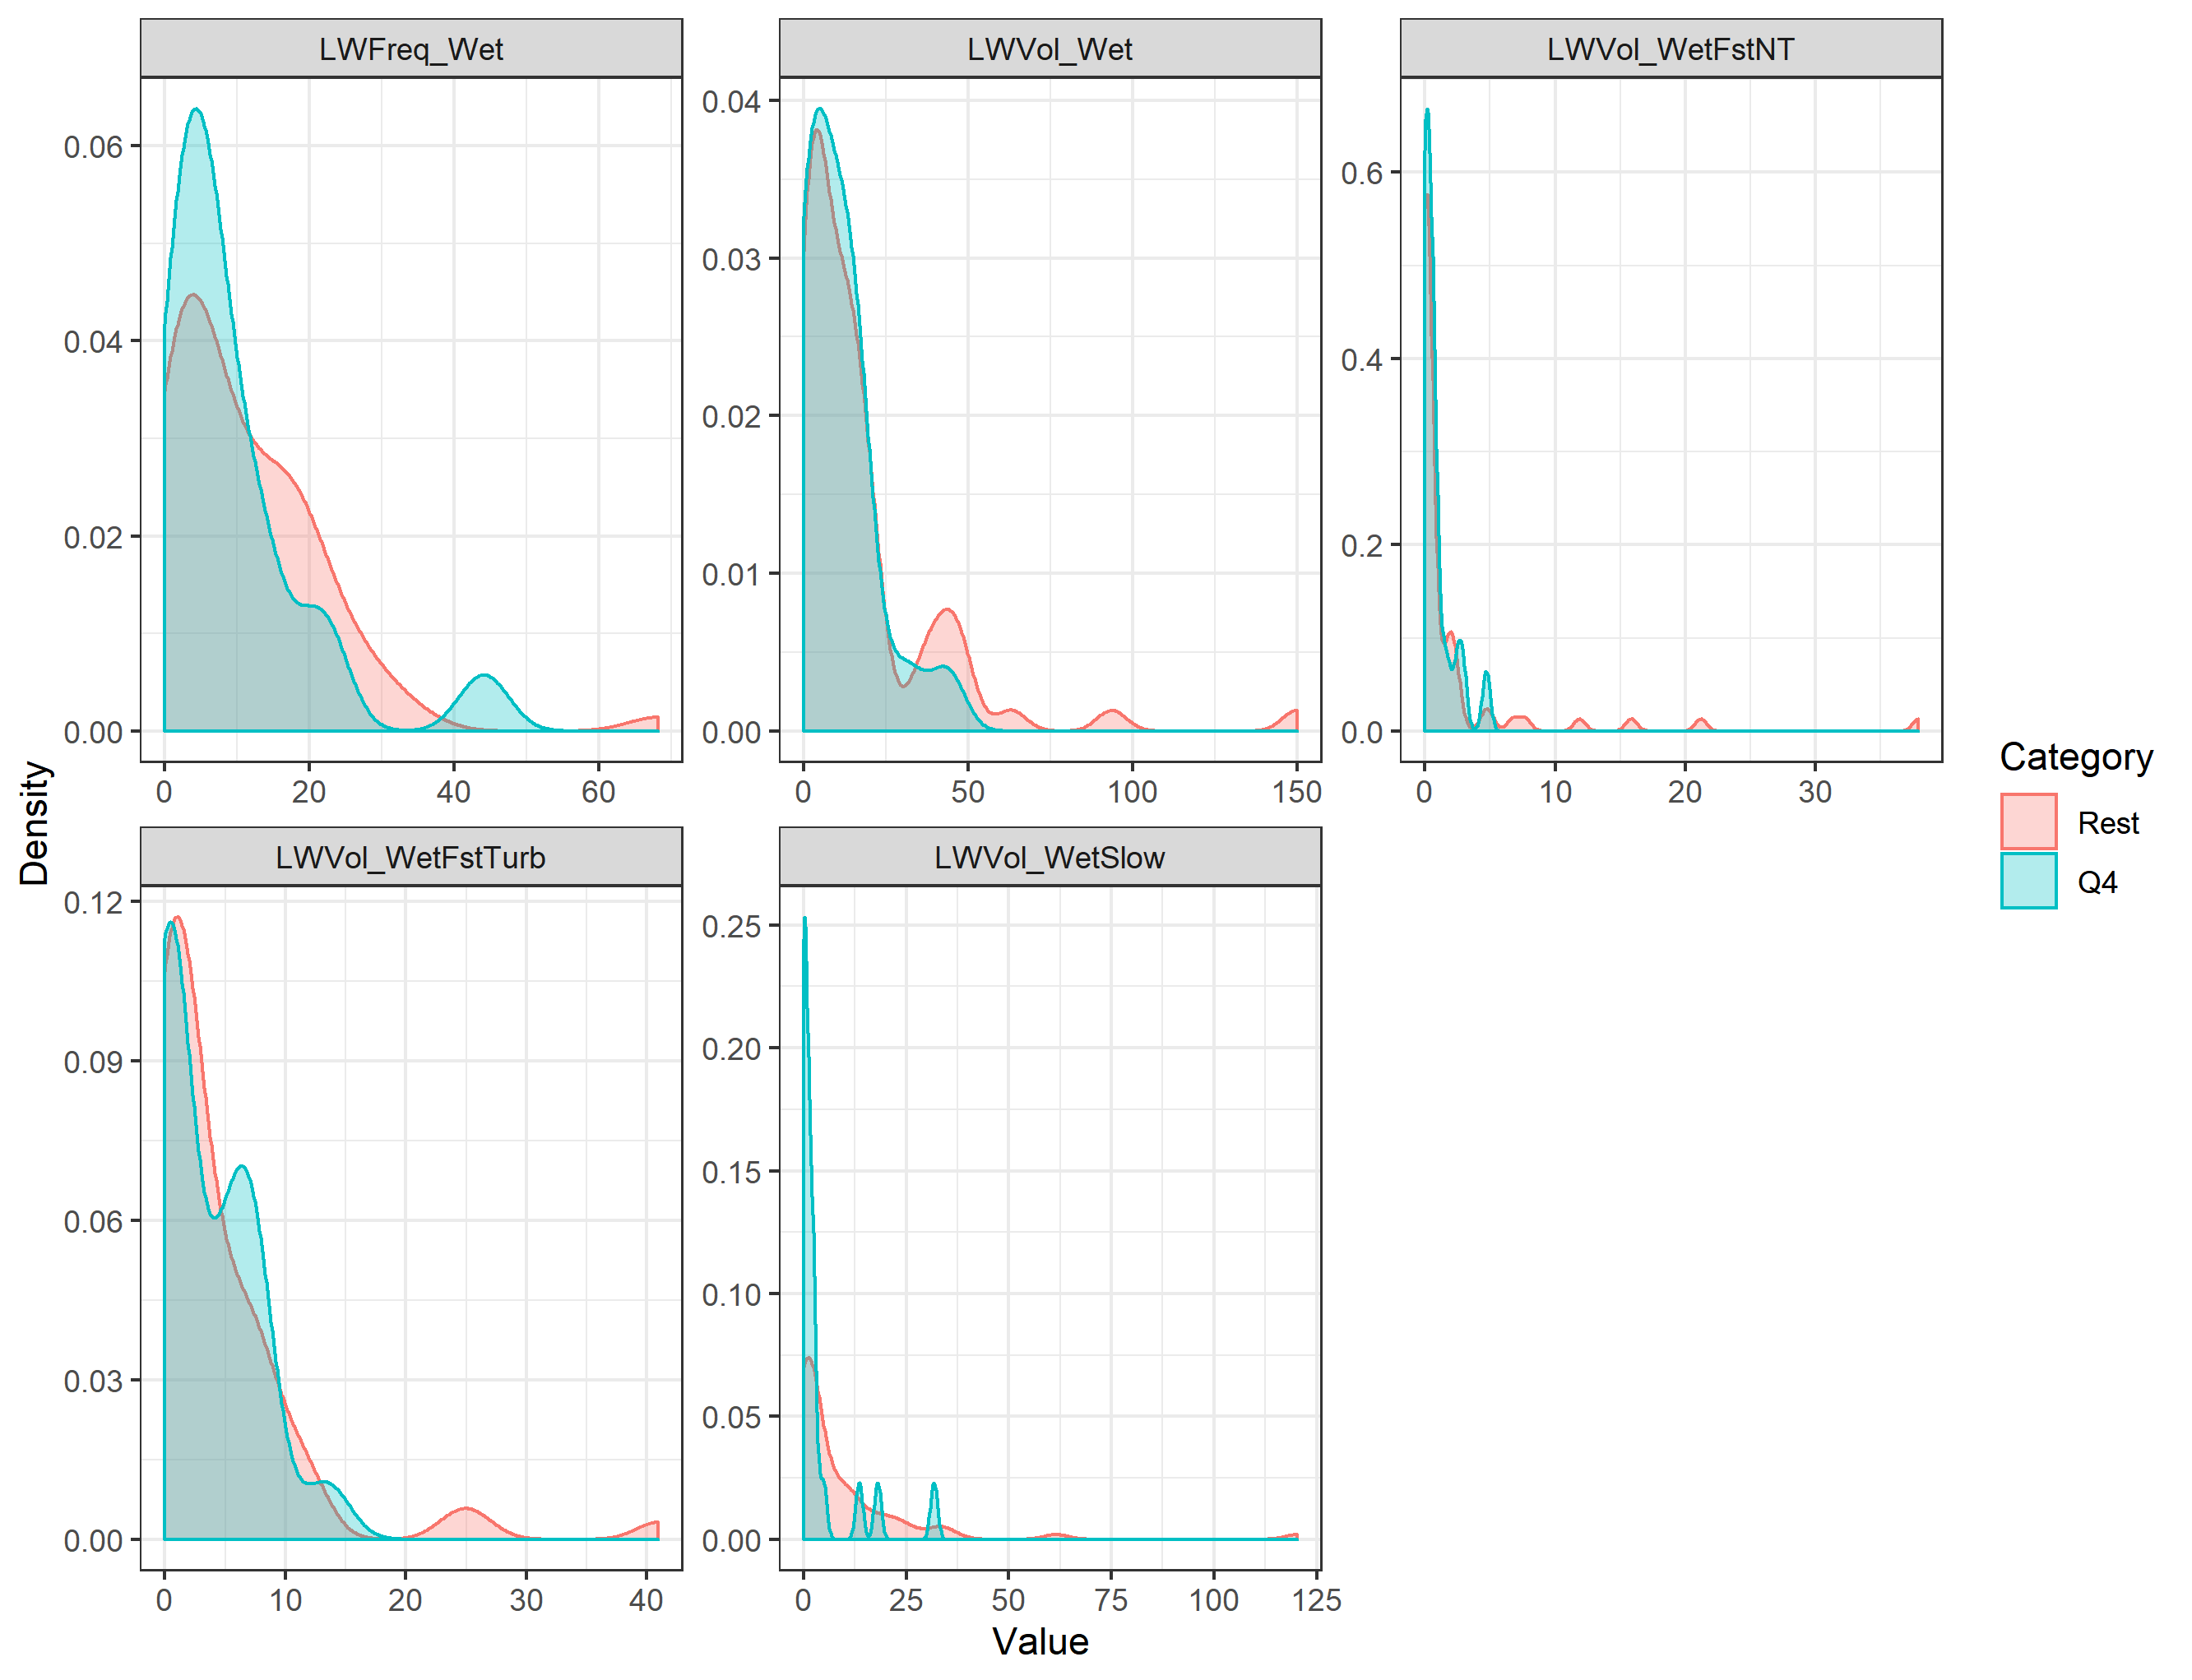 LWFreq_Wet
LWVol_Wet
LWVol_WetFstNT
0.06
0.04
0.02
0.00
0 20 40 60
0.04
0.03
0.02
0.01
0.00
0 50 100 150
0.6
0.4
0.2
0.0
0 10 20 30
LWVol_WetFstTurb
LWVol_WetSlow
0.12
0.09
0.06
0.03
0.00
0 10 20 30 40
0.25
0.20
0.15
0.10
0.05
0.00
0 25 50 75 100 125
Density
Value
Category
Rest
Q4